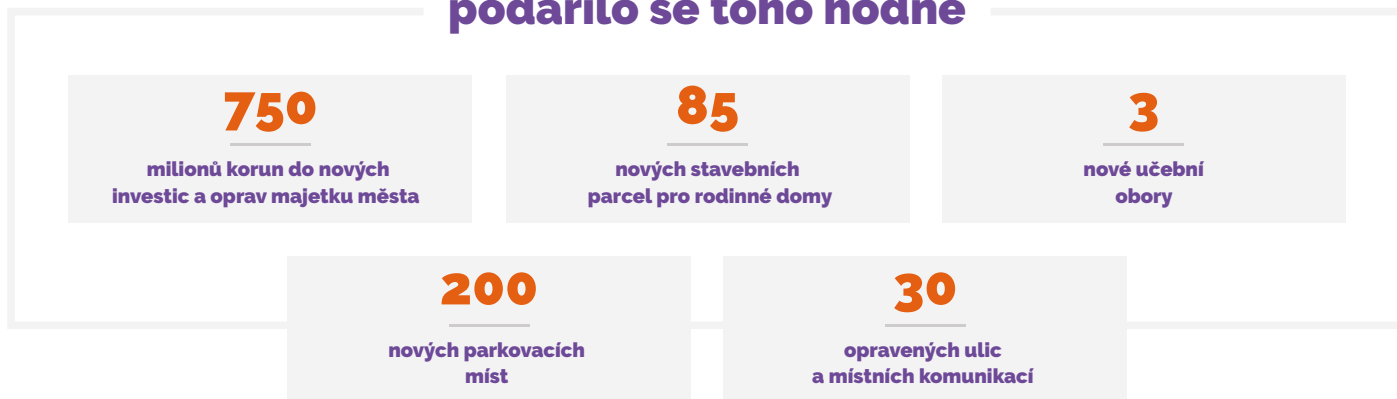 podařilo se toho hodně
750
milionů korun do nových
investic a oprav majetku města
85
nových stavebních
parcel pro rodinné domy
3
nové učební
obory
200
nových parkovacích
míst
30
opravených ulic
a místních komunikací